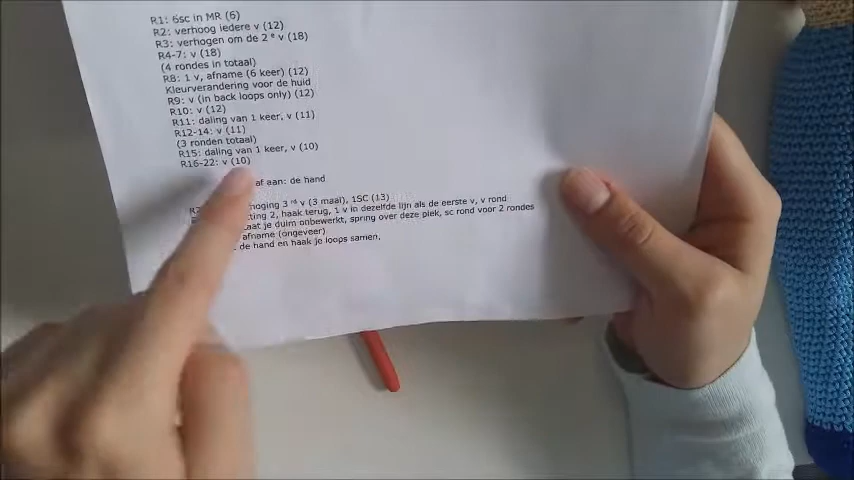 R1: 6sc in MR (6)
R2: verhoog iedere v (12)
R3: verhogen om de 2ᵉ v (18)
R4-7: v (18)
(4 rondes in totaal)
R8: 1 v, afname (6 keer) (12)
Kleurverandering voor de huid
R9: v (in back loops only) (12)
R10: v (12)
R11: daling van 1 keer, v (11)
R12-14: v (11)
(3 rondes in totaal)
R15: daling van 1 keer, v (10)
R16-22: v (10)
af aan: de hand
3 ʳᵈ v (3 maal), 1SC (13)
2, haak terug, 1 v in dezelfde lijn als de eerste v, v rond
je duim onbewerkt, spring over deze plek, sc rond voor 2 rondes
afname (ongeveer)
de hand en haak je loops samen,